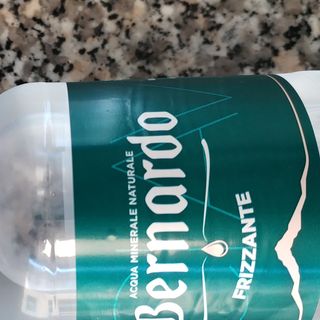 ACQUA MINERALE NATURALE
Bernardo
FRIZZANTE